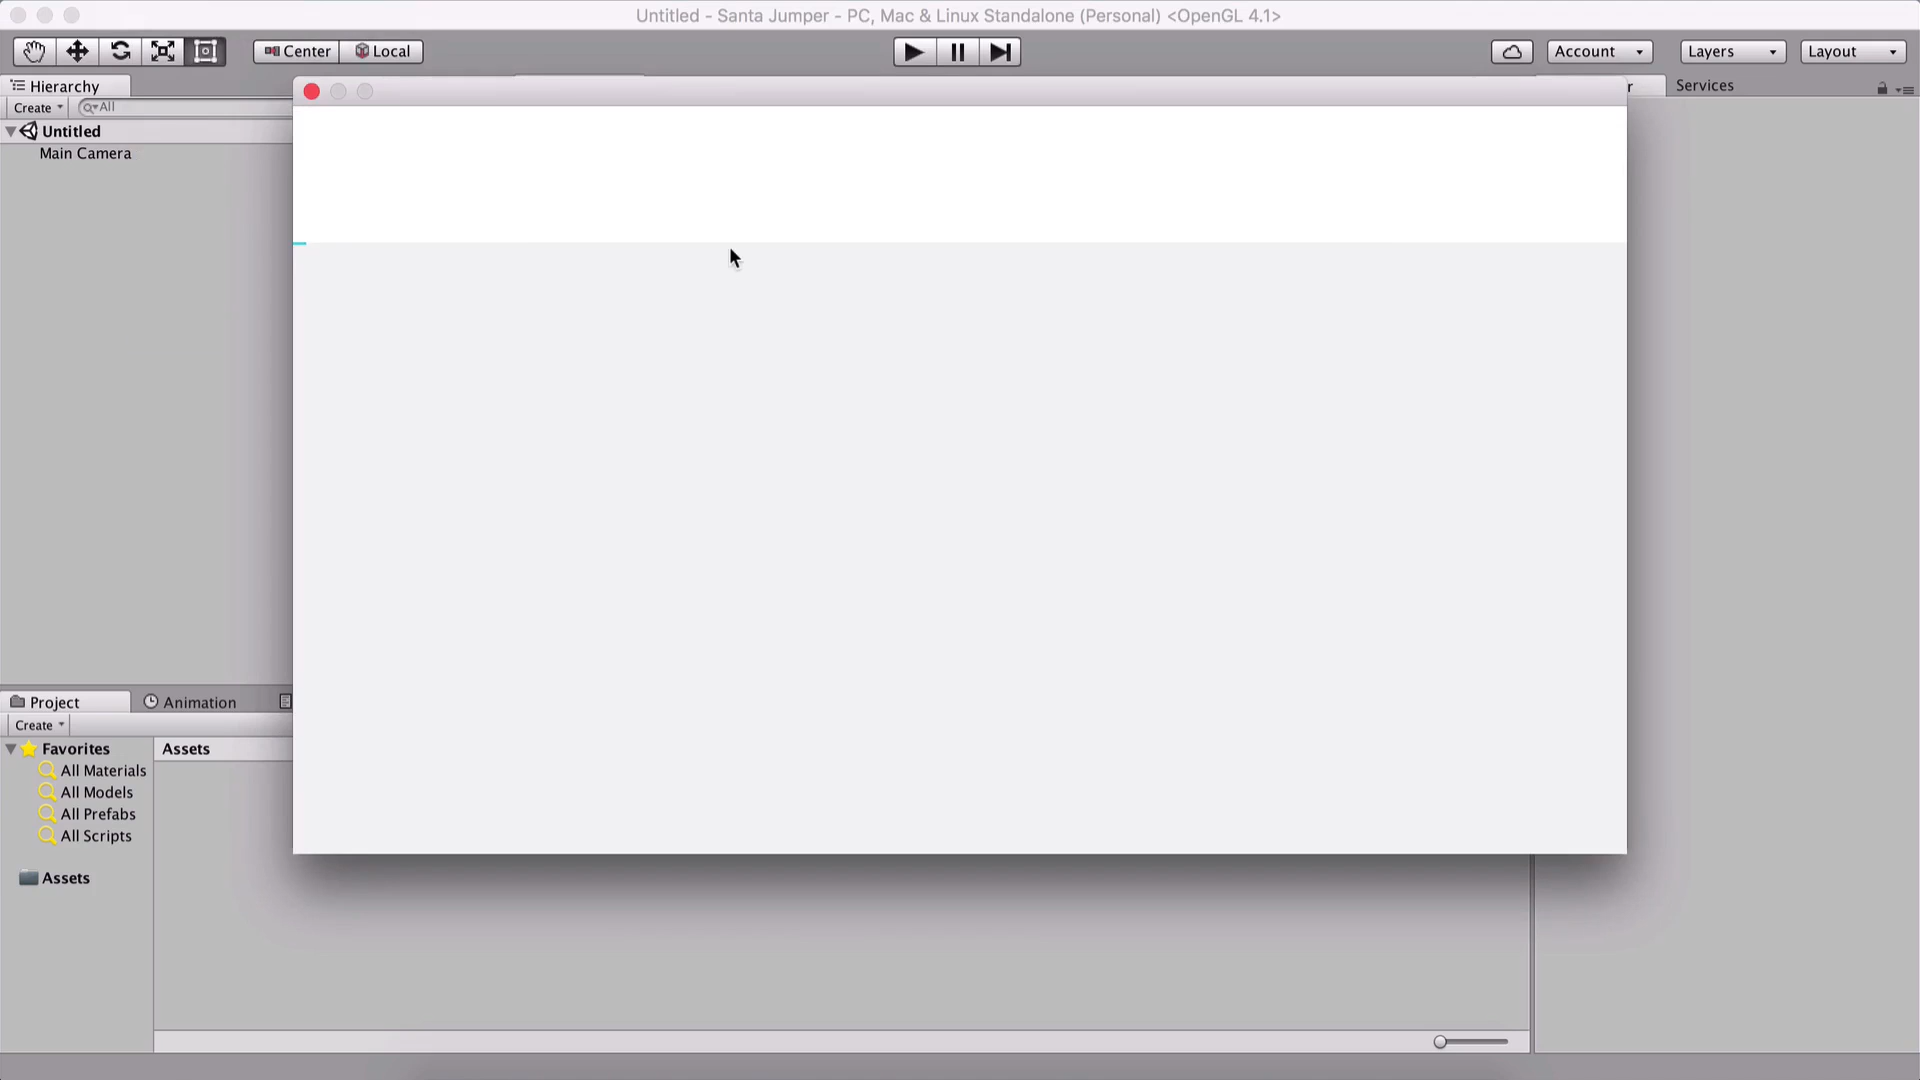 Untitled - Santa Jumper - PC, Mac & Linux Standalone (Personal) <OpenGL 4.1>
Center Local Account Layers Layout
Hierarchy r Services
Create All
Untitled
Main Camera
Project Animation
Create
Favorites Assets
All Materials
All Models
All Prefabs
All Scripts
Assets